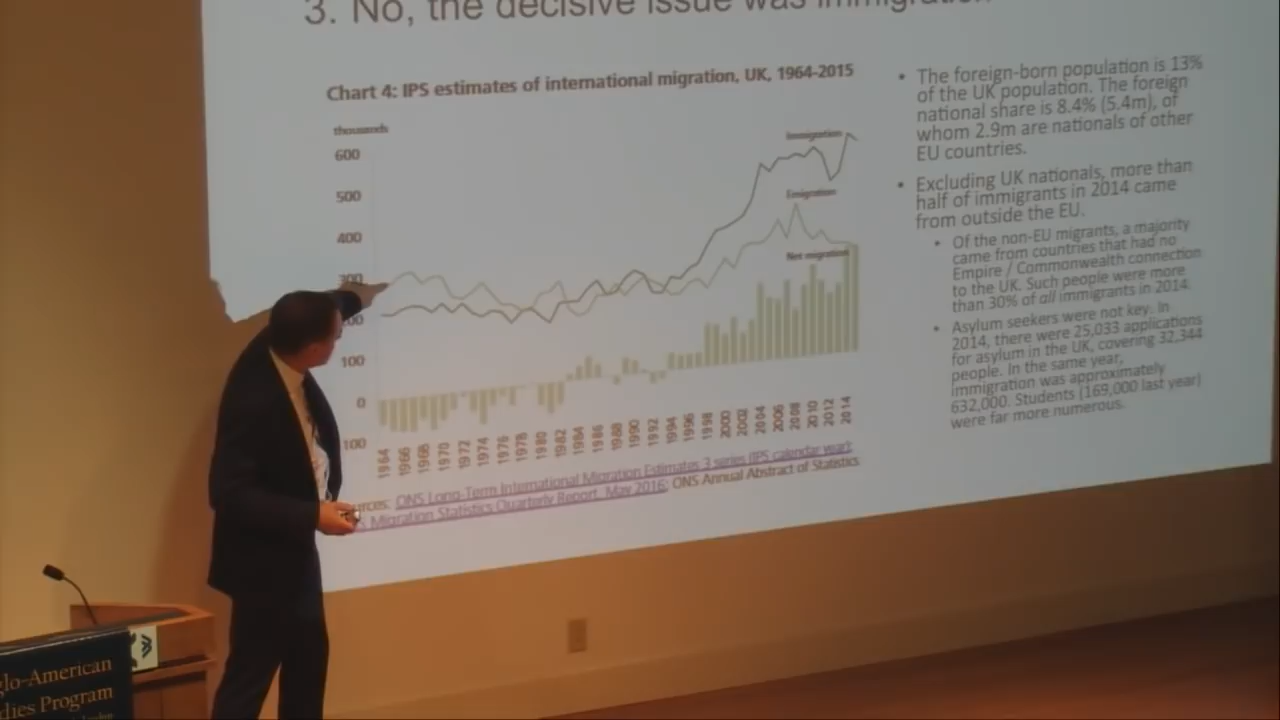 3. No, the decisive issue was immigration
Chart 4: IPS estimates of international migration, UK, 1964-2015
thousands
600
500
400
300
200
100
0
100
Immigration
Emigration
Net migration
1964
1966
1968
1970
1972
1974
1976
1978
1980
1982
1984
1986
1988
1990
1992
1994
1996
1998
2000
2002
2004
2006
2008
2010
2012
2014
ONS Long-Term International Migration Estimates 3 series (IPS calendar year);
Migration Statistics Quarterly Report, May 2016; ONS Annual Abstract of Statistics
• The foreign-born population is 13%
of the UK population. The foreign
national share is 8.4% (5.4m), of
whom 2.9m are nationals of other
EU countries.
• Excluding UK nationals, more than
half of immigrants in 2014 came
from outside the EU.
• Of the non-EU migrants, a majority
came from countries that had no
Empire / Commonwealth connection
to the UK. Such people were more
than 30% of all immigrants in 2014.
• Asylum seekers were not key. In
2014, there were 25,033 applications
for asylum in the UK, covering 32,344
people. In the same year,
immigration was approximately
632,000. Students (169,000 last year)
were far more numerous.
glo-American
dies Program